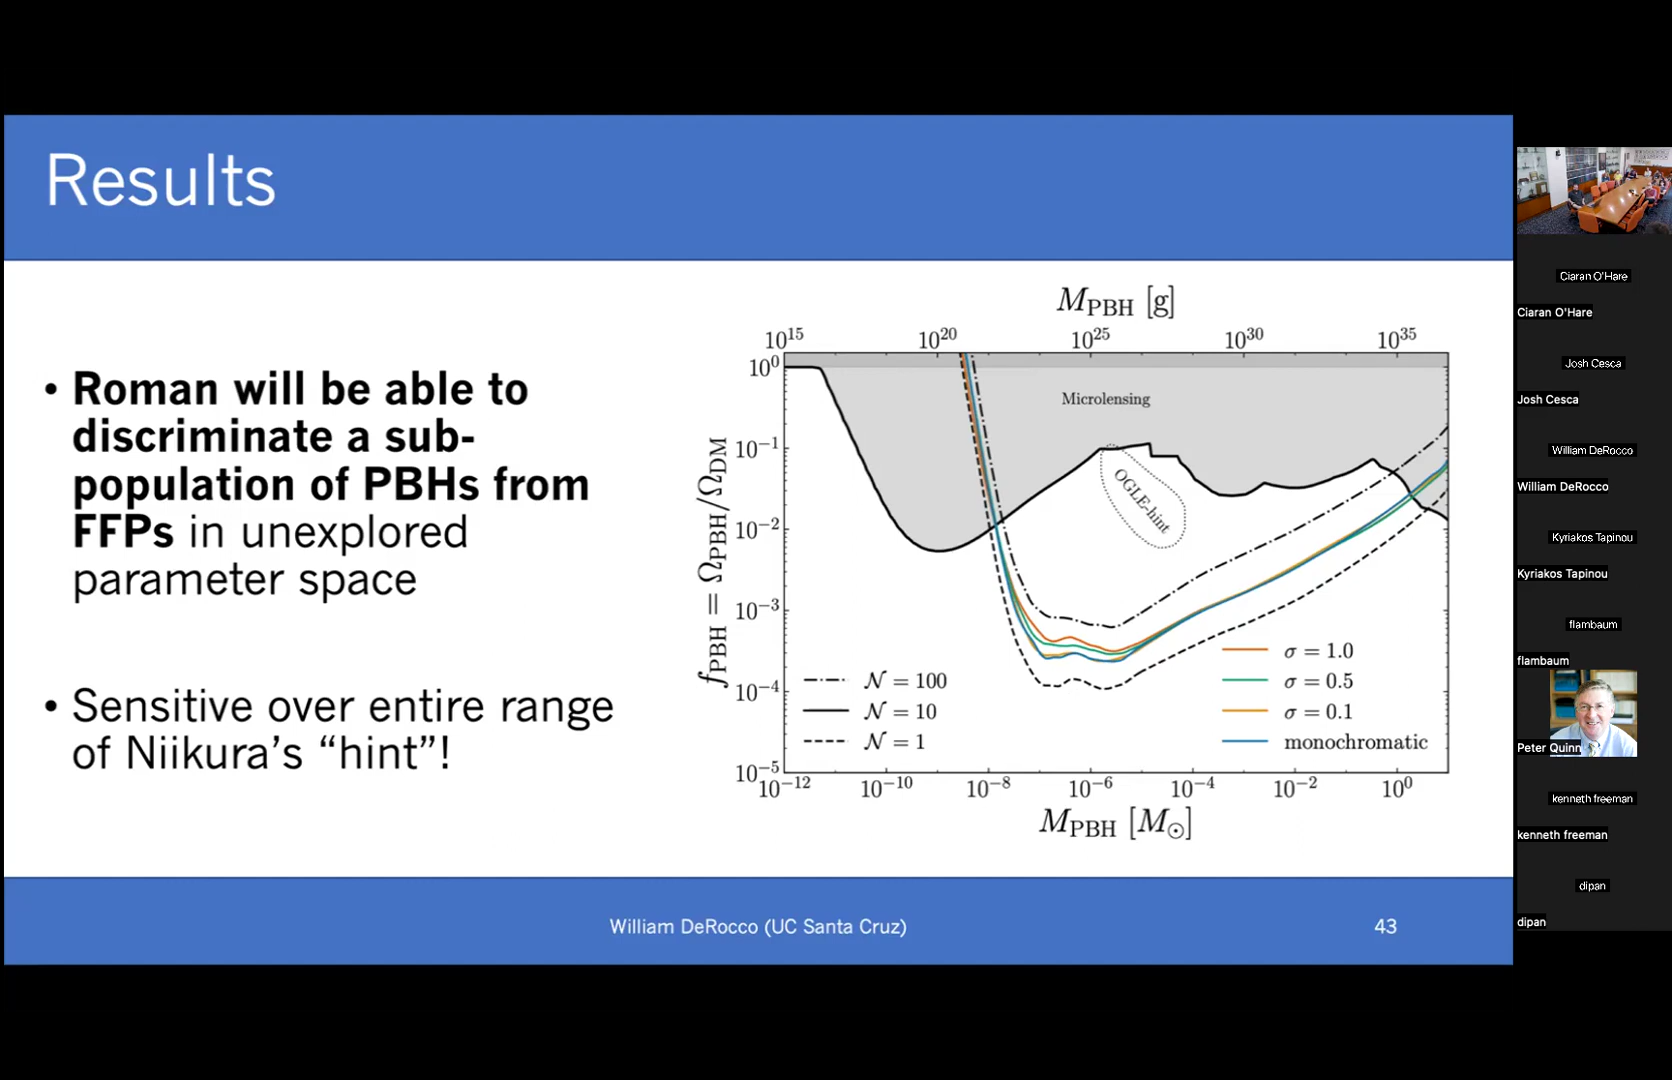 Results
• Roman will be able to
discriminate a sub-
population of PBHs from
FFPs in unexplored
parameter space
• Sensitive over entire range
of Niikura’s “hint”!
M_PBH [g]
10^15 10^20 10^25 10^30 10^35
f_PBH = Ω_PBH/Ω_DM
10^0
10^-1
10^-2
10^-3
10^-4
10^-5
Microlensing
OGLE-hint
𝒩 = 100
𝒩 = 10
𝒩 = 1
σ = 1.0
σ = 0.5
σ = 0.1
monochromatic
10^-12 10^-10 10^-8 10^-6 10^-4 10^-2 10^0
M_PBH [M_⊙]
William DeRocco (UC Santa Cruz)
43
Ciaran O'Hare
Ciaran O'Hare
Josh Cesca
Josh Cesca
William DeRocco
William DeRocco
Kyriakos Tapinou
Kyriakos Tapinou
flambaum
flambaum
Peter Quinn
kenneth freeman
kenneth freeman
dipan
dipan